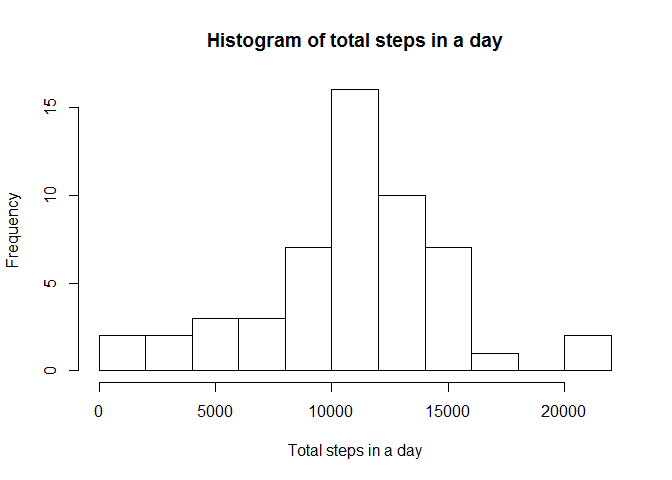 Histogram of total steps in a day
Frequency
15
10
5
0
0 5000 10000 15000 20000
Total steps in a day